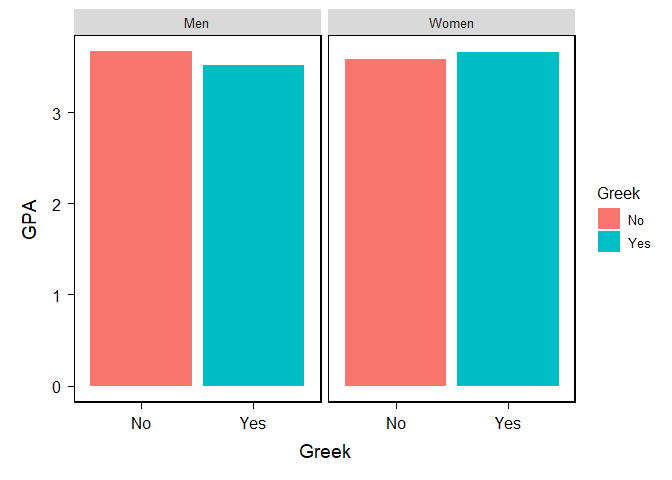 Men Women
GPA
3
2
1
0
No Yes No Yes
Greek
Greek
No
Yes